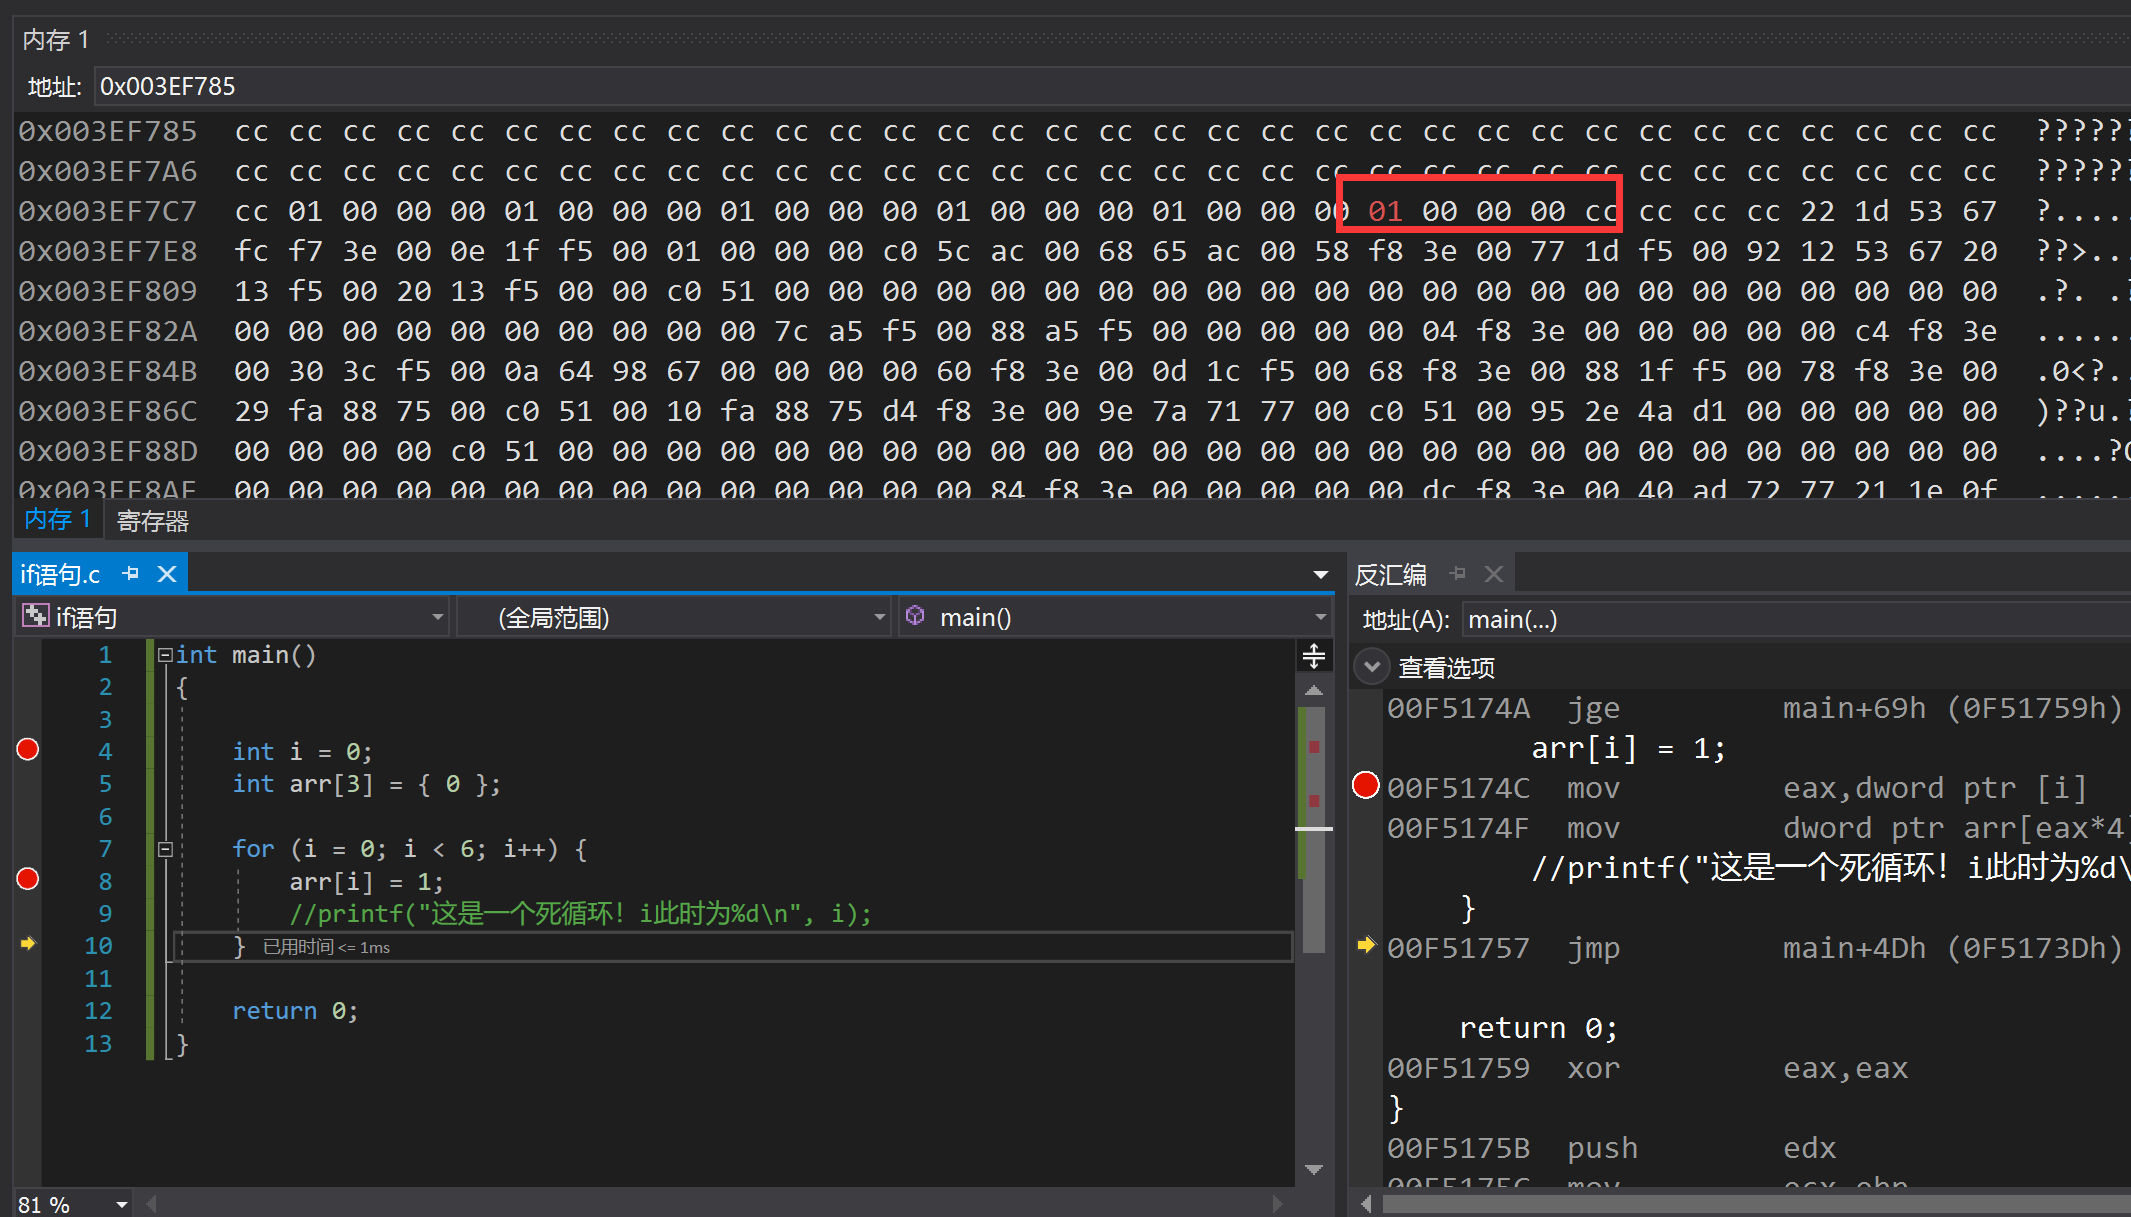 内存 1
地址: 0x003EF785
0x003EF785 cc cc cc cc cc cc cc cc cc cc cc cc cc cc cc cc cc cc cc cc cc cc cc cc cc cc cc cc cc cc cc cc cc ??????
0x003EF7A6 cc cc cc cc cc cc cc cc cc cc cc cc cc cc cc cc cc cc cc cc cc cc cc cc cc cc cc cc cc cc cc cc cc ??????
0x003EF7C7 cc 01 00 00 00 01 00 00 00 01 00 00 00 01 00 00 00 01 00 00 00 01 00 00 00 cc cc cc cc 22 1d 53 67 ?.....
0x003EF7E8 fc f7 3e 00 0e 1f f5 00 01 00 00 00 c0 5c ac 00 68 65 ac 00 58 f8 3e 00 77 1d f5 00 92 12 53 67 20 ??>...
0x003EF809 13 f5 00 20 13 f5 00 00 c0 51 00 00 00 00 00 00 00 00 00 00 00 00 00 00 00 00 00 00 00 00 00 00 00 .?. .?
0x003EF82A 00 00 00 00 00 00 00 00 00 00 7c a5 f5 00 88 a5 f5 00 00 00 00 00 04 f8 3e 00 00 00 00 00 c4 f8 3e ......
0x003EF84B 00 30 3c f5 00 0a 64 98 67 00 00 00 00 60 f8 3e 00 0d 1c f5 00 68 f8 3e 00 88 1f f5 00 78 f8 3e 00 .0<?..
0x003EF86C 29 fa 88 75 00 c0 51 00 10 fa 88 75 d4 f8 3e 00 9e 7a 71 77 00 c0 51 00 95 2e 4a d1 00 00 00 00 00 )??u.?
0x003EF88D 00 00 00 00 c0 51 00 00 00 00 00 00 00 00 00 00 00 00 00 00 00 00 00 00 00 00 00 00 00 00 00 00 00 ....?
0x003EF8AE 00 00 00 00 00 00 00 00 00 00 00 00 00 00 84 f8 3e 00 00 00 00 00 dc f8 3e 00 40 ad 72 77 21 1e 0f ......
内存 1 寄存器
if语句.c
if语句 (全局范围) main()
1 int main()
2 {
3
4 int i = 0;
5 int arr[3] = { 0 };
6
7 for (i = 0; i < 6; i++) {
8 arr[i] = 1;
9 //printf("这是一个死循环！i此时为%d\n", i);
10 } 已用时间 <= 1ms
11
12 return 0;
13 }
81 %
反汇编
地址(A): main(...)
查看选项
00F5174A jge main+69h (0F51759h)
arr[i] = 1;
00F5174C mov eax,dword ptr [i]
00F5174F mov dword ptr arr[eax*4]
//printf("这是一个死循环！i此时为%d\
}
00F51757 jmp main+4Dh (0F5173Dh)
return 0;
00F51759 xor eax,eax
}
00F5175B push edx
00F5175C mov ecx,ebp